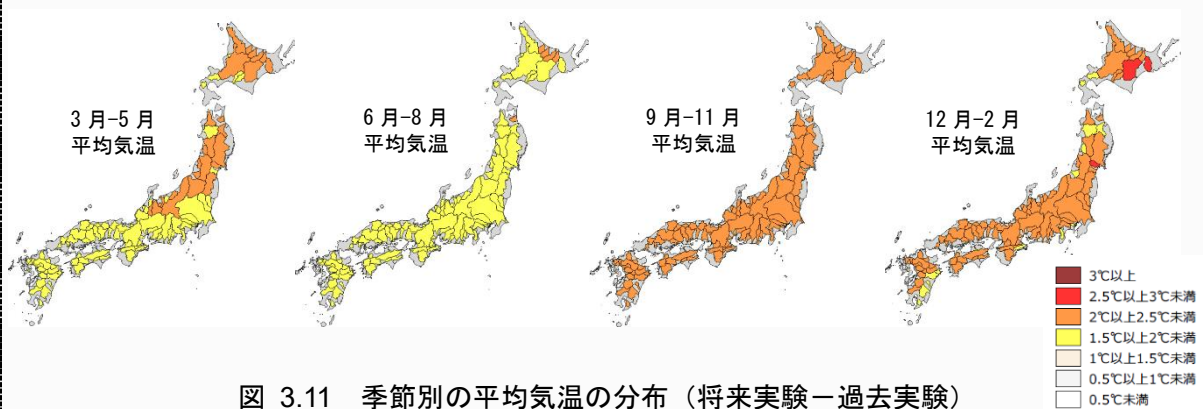 3 月−5 月
平均気温
6 月−8 月
平均気温
9 月−11 月
平均気温
12 月−2 月
平均気温
3℃以上
2.5℃以上3℃未満
2℃以上2.5℃未満
1.5℃以上2℃未満
1℃以上1.5℃未満
0.5℃以上1℃未満
0.5℃未満
図 3.11 季節別の平均気温の分布（将来実験－過去実験）